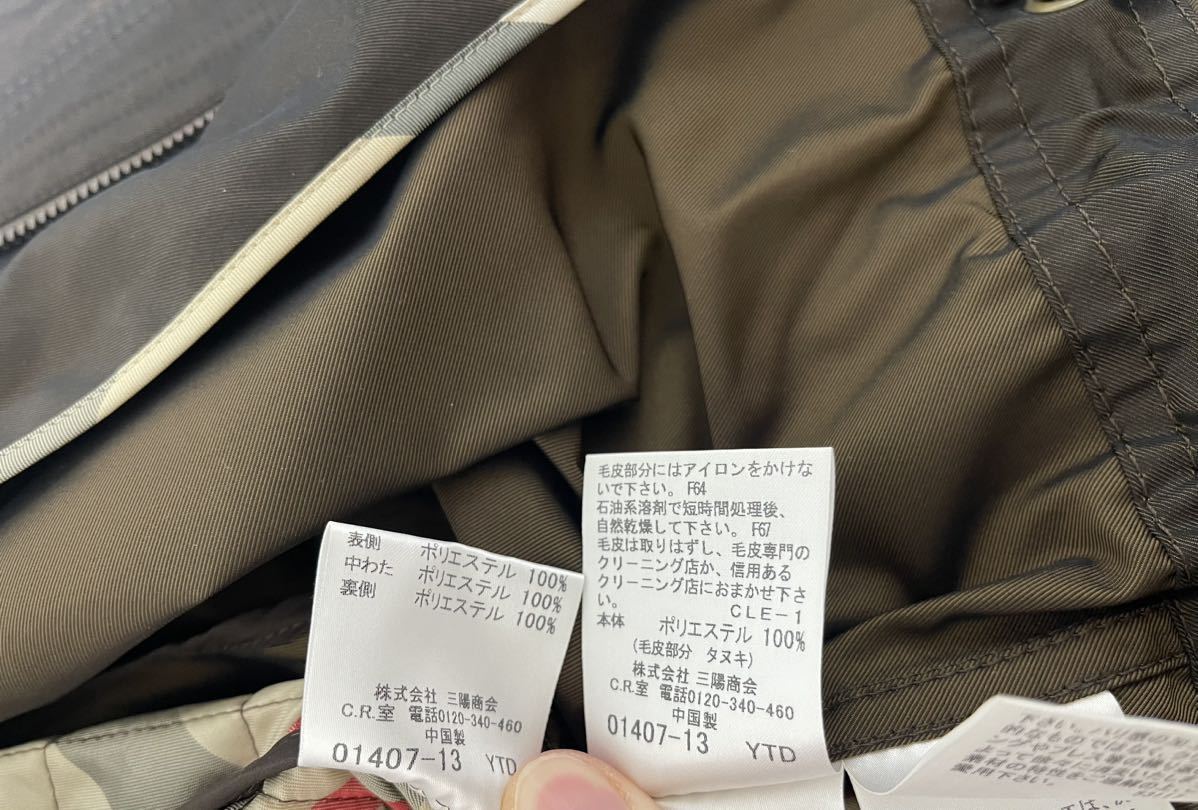 表側 ポリエステル 100%
中わた ポリエステル 100%
裏側 ポリエステル 100%
株式会社 三陽商会
C.R.室 電話0120-340-460
中国製
01407-13 YTD
毛皮部分にはアイロンをかけな
いで下さい。 F64
石油系溶剤で短時間処理後、
自然乾燥して下さい。 F67
毛皮は取りはずし、毛皮専門の
クリーニング店か、信用ある
クリーニング店におまかせ下さ
い。 CLE-1
本体 ポリエステル 100%
(毛皮部分 タヌキ)
株式会社 三陽商会
C.R.室 電話0120-340-460
中国製
01407-13 YTD